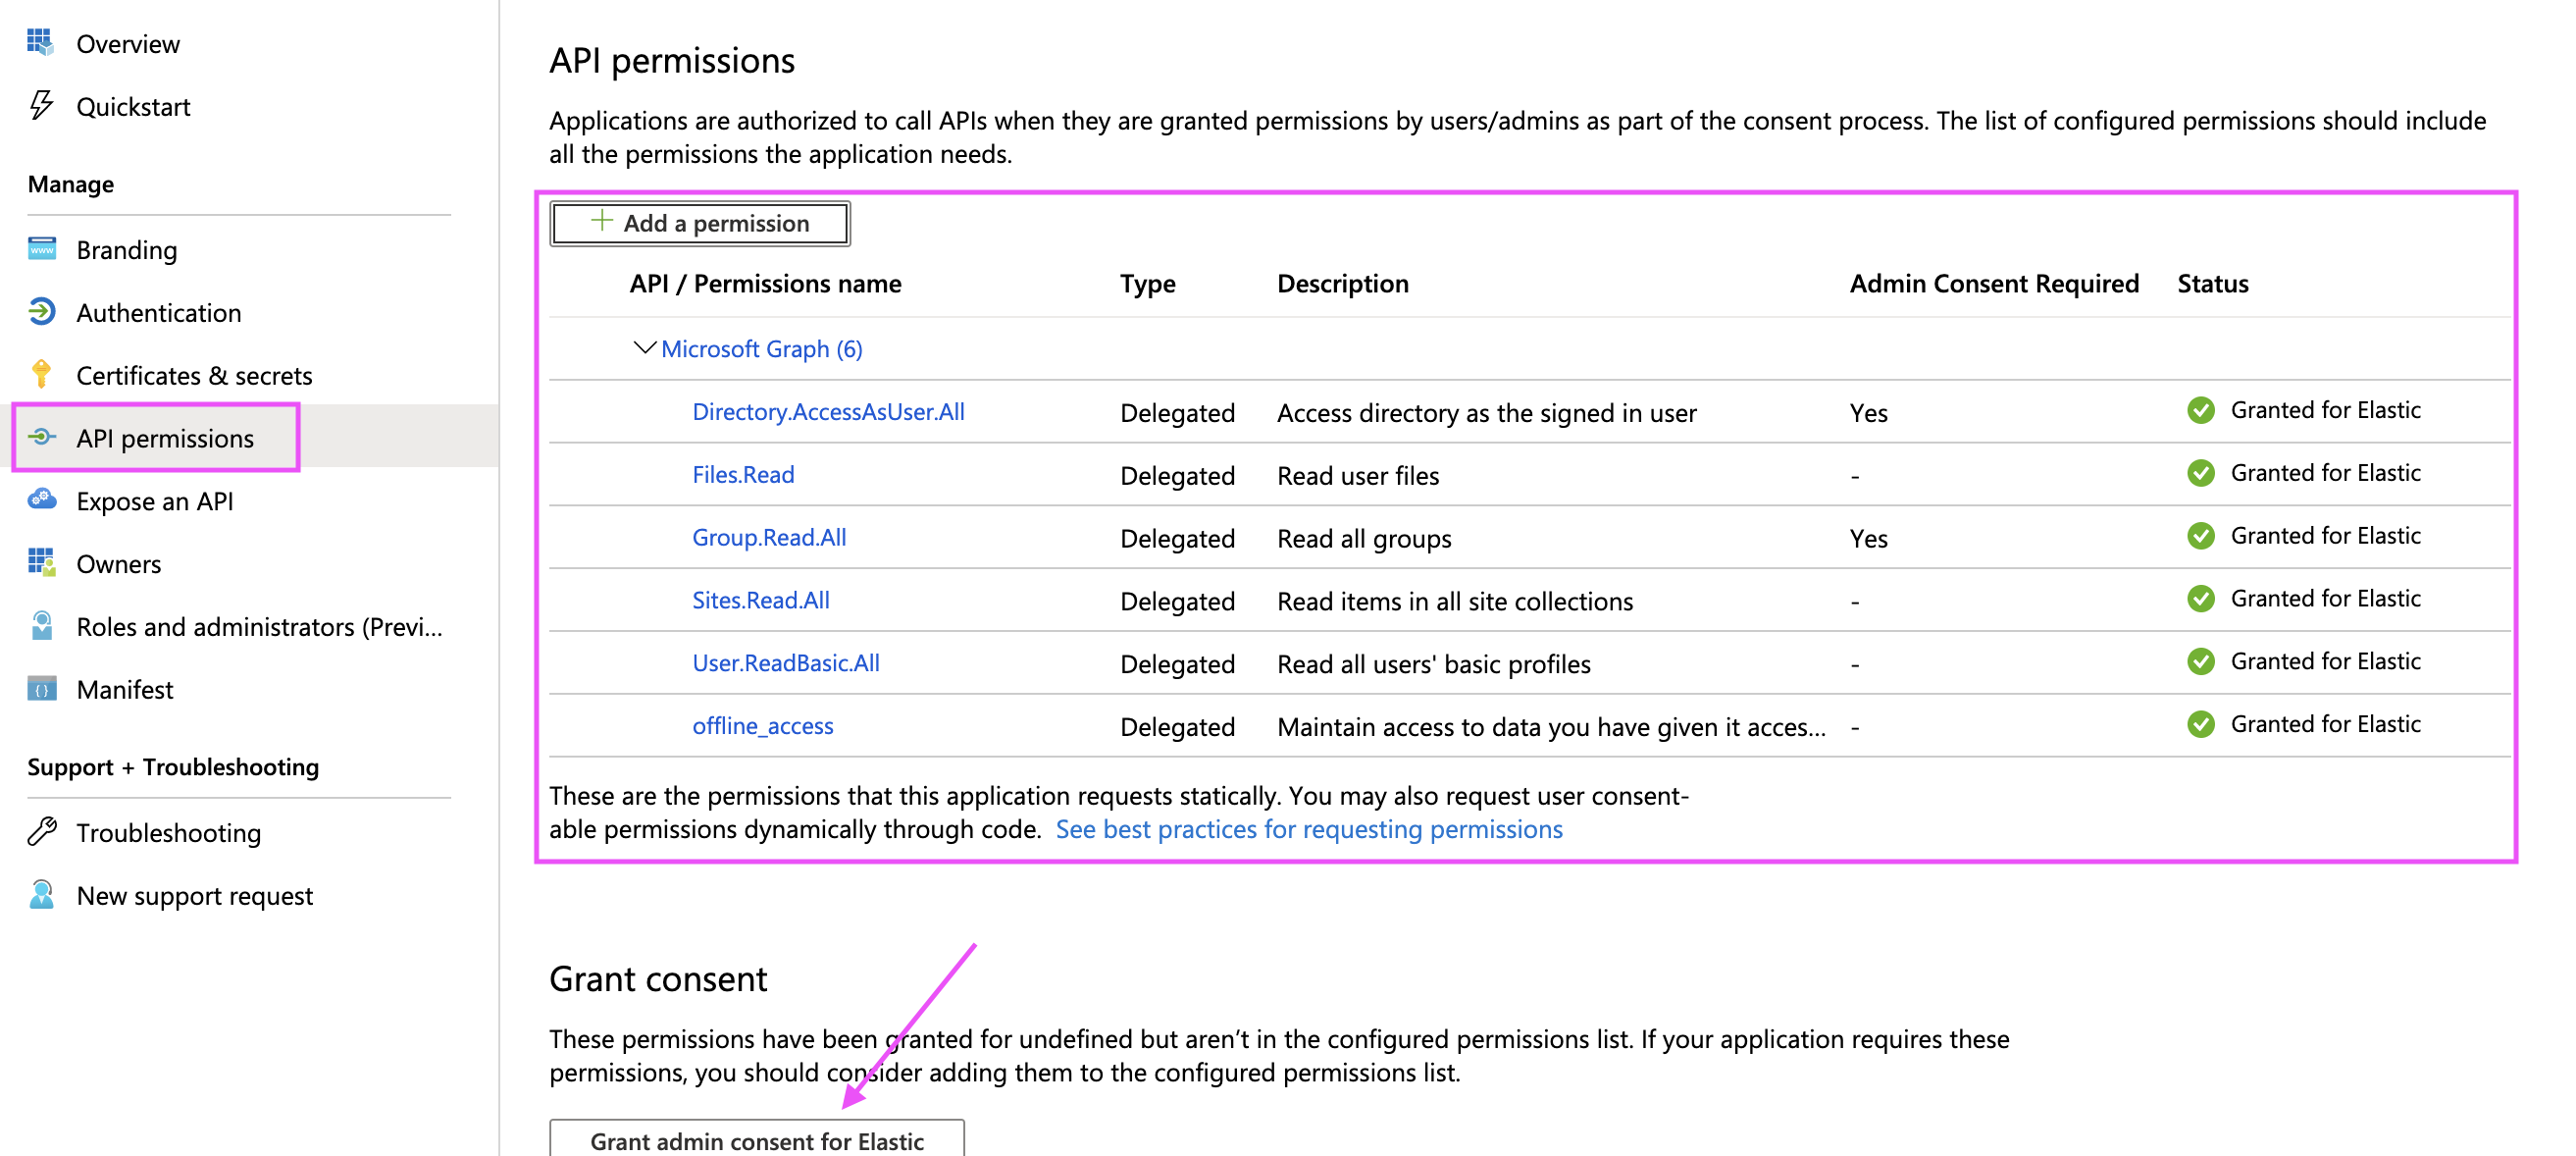 Overview
Quickstart
Manage
Branding
Authentication
Certificates & secrets
API permissions
Expose an API
Owners
Roles and administrators (Previ...
Manifest
Support + Troubleshooting
Troubleshooting
New support request
API permissions
Applications are authorized to call APIs when they are granted permissions by users/admins as part of the consent process. The list of configured permissions should include
all the permissions the application needs.
Add a permission
API / Permissions name Type Description Admin Consent Required Status
Microsoft Graph (6)
Directory.AccessAsUser.All Delegated Access directory as the signed in user Yes Granted for Elastic
Files.Read Delegated Read user files - Granted for Elastic
Group.Read.All Delegated Read all groups Yes Granted for Elastic
Sites.Read.All Delegated Read items in all site collections - Granted for Elastic
User.ReadBasic.All Delegated Read all users' basic profiles - Granted for Elastic
offline_access Delegated Maintain access to data you have given it acces... - Granted for Elastic
These are the permissions that this application requests statically. You may also request user consent-
able permissions dynamically through code. See best practices for requesting permissions
Grant consent
These permissions have been granted for undefined but aren’t in the configured permissions list. If your application requires these
permissions, you should consider adding them to the configured permissions list.
Grant admin consent for Elastic